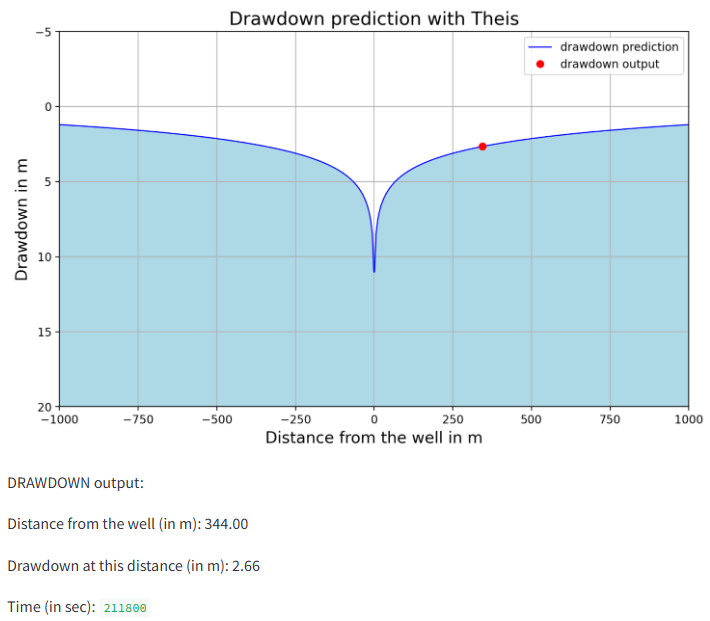 Drawdown prediction with Theis
drawdown prediction
drawdown output
−5
0
5
10
15
20
Drawdown in m
−1000 −750 −500 −250 0 250 500 750 1000
Distance from the well in m
DRAWDOWN output:
Distance from the well (in m): 344.00
Drawdown at this distance (in m): 2.66
Time (in sec): 211800